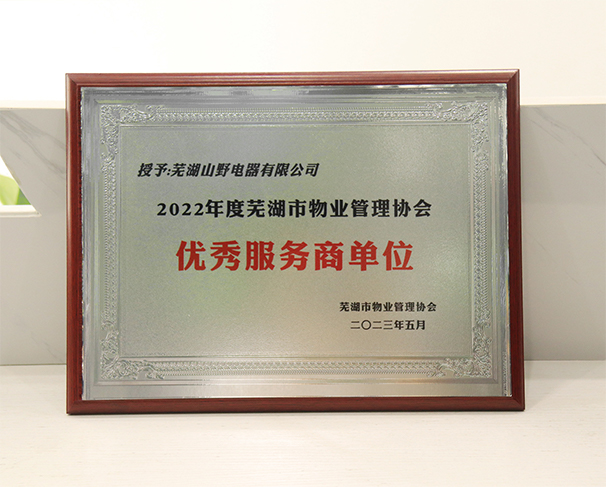 授予:芜湖山野电器有限公司
2022年度芜湖市物业管理协会
优秀服务商单位
芜湖市物业管理协会
二〇二三年五月